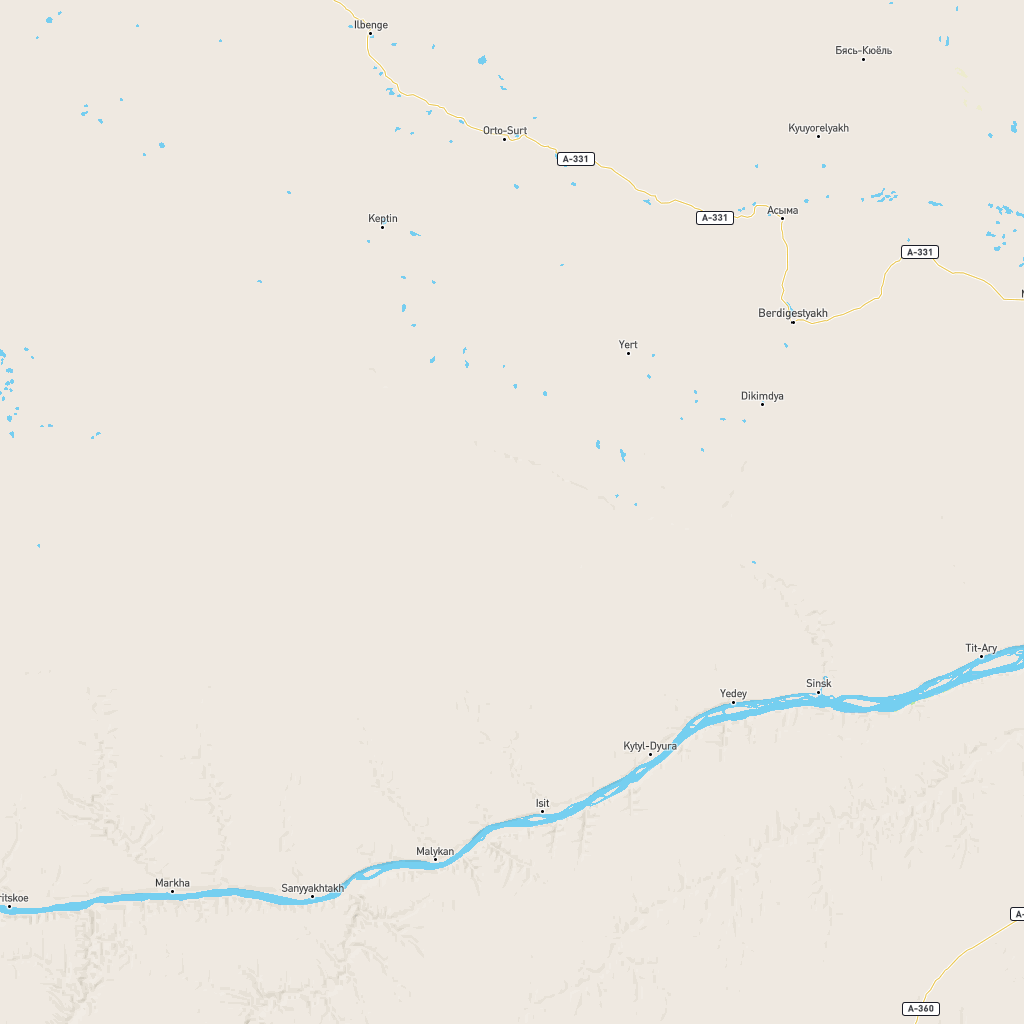 Ilbenge
Бясь-Кюёль
Orto-Surt
Kyuyorelyakh
A-331
Асыма
A-331
Keptin
A-331
Berdigestyakh
Yert
Dikimdya
Tit-Ary
Sinsk
Yedey
Kytyl-Dyura
Isit
Malykan
Markha
Sanyyakhtakh
ritskoe
A-
A-360